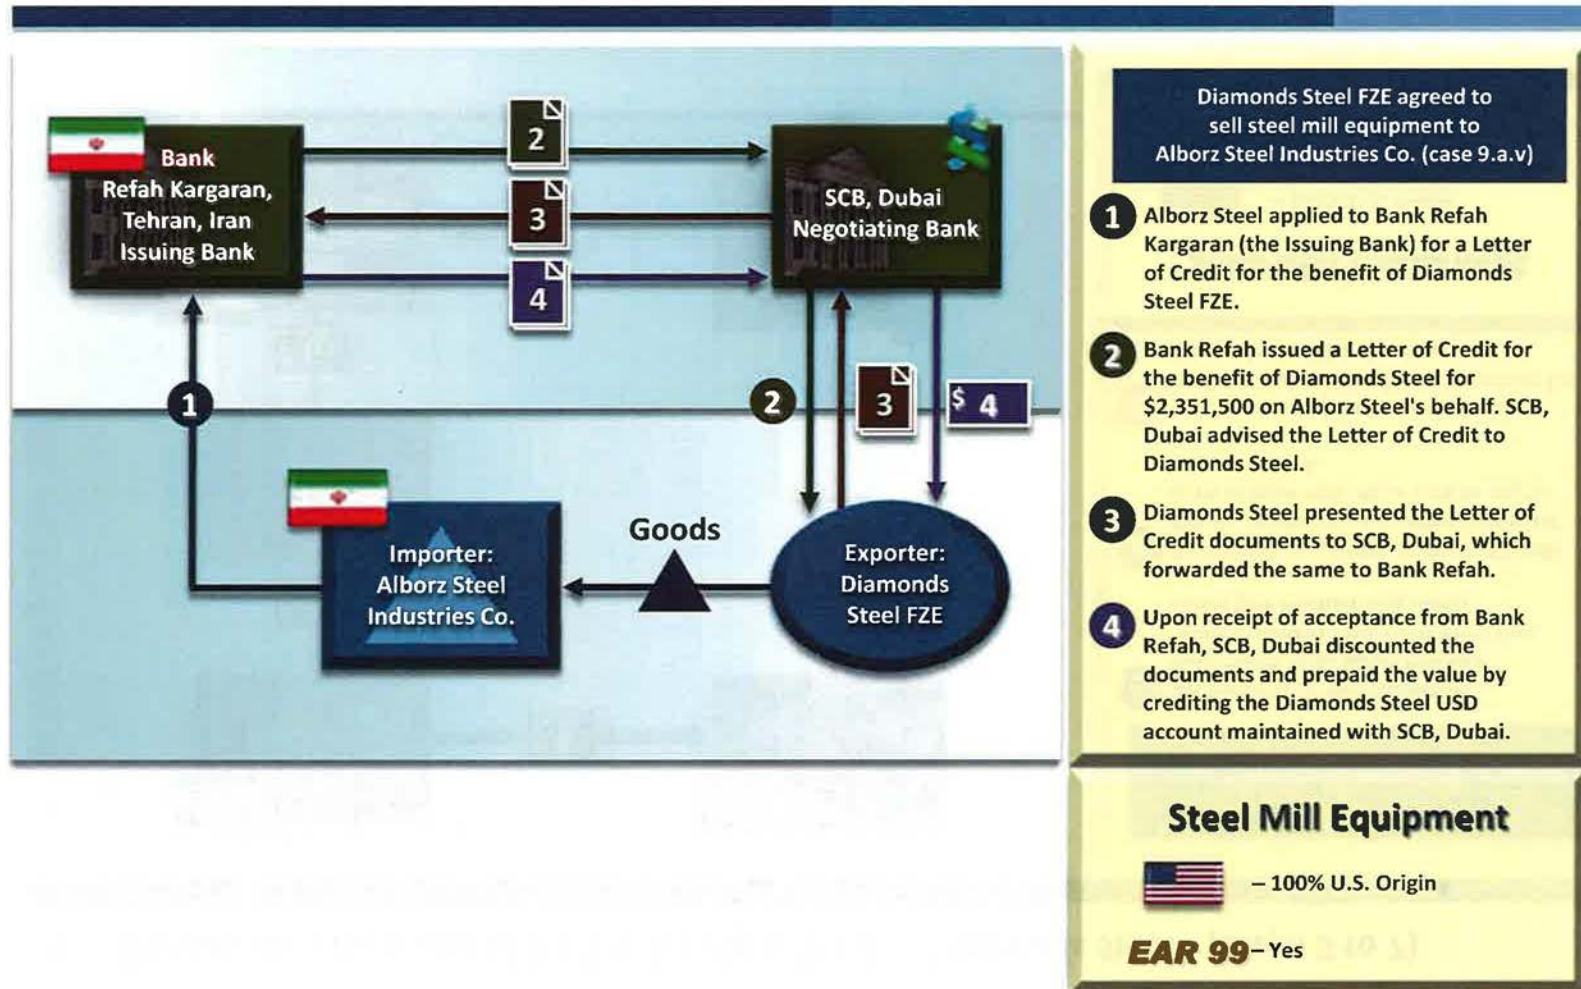 Bank
Refah Kargaran,
Tehran, Iran
Issuing Bank
2
3
4
SCB, Dubai
Negotiating Bank
1
2
3
$ 4
Importer:
Alborz Steel
Industries Co.
Goods
Exporter:
Diamonds
Steel FZE
Diamonds Steel FZE agreed to
sell steel mill equipment to
Alborz Steel Industries Co. (case 9.a.v)
1 Alborz Steel applied to Bank Refah
Kargaran (the Issuing Bank) for a Letter
of Credit for the benefit of Diamonds
Steel FZE.
2 Bank Refah issued a Letter of Credit for
the benefit of Diamonds Steel for
$2,351,500 on Alborz Steel's behalf. SCB,
Dubai advised the Letter of Credit to
Diamonds Steel.
3 Diamonds Steel presented the Letter of
Credit documents to SCB, Dubai, which
forwarded the same to Bank Refah.
4 Upon receipt of acceptance from Bank
Refah, SCB, Dubai discounted the
documents and prepaid the value by
crediting the Diamonds Steel USD
account maintained with SCB, Dubai.
Steel Mill Equipment
– 100% U.S. Origin
EAR 99 – Yes